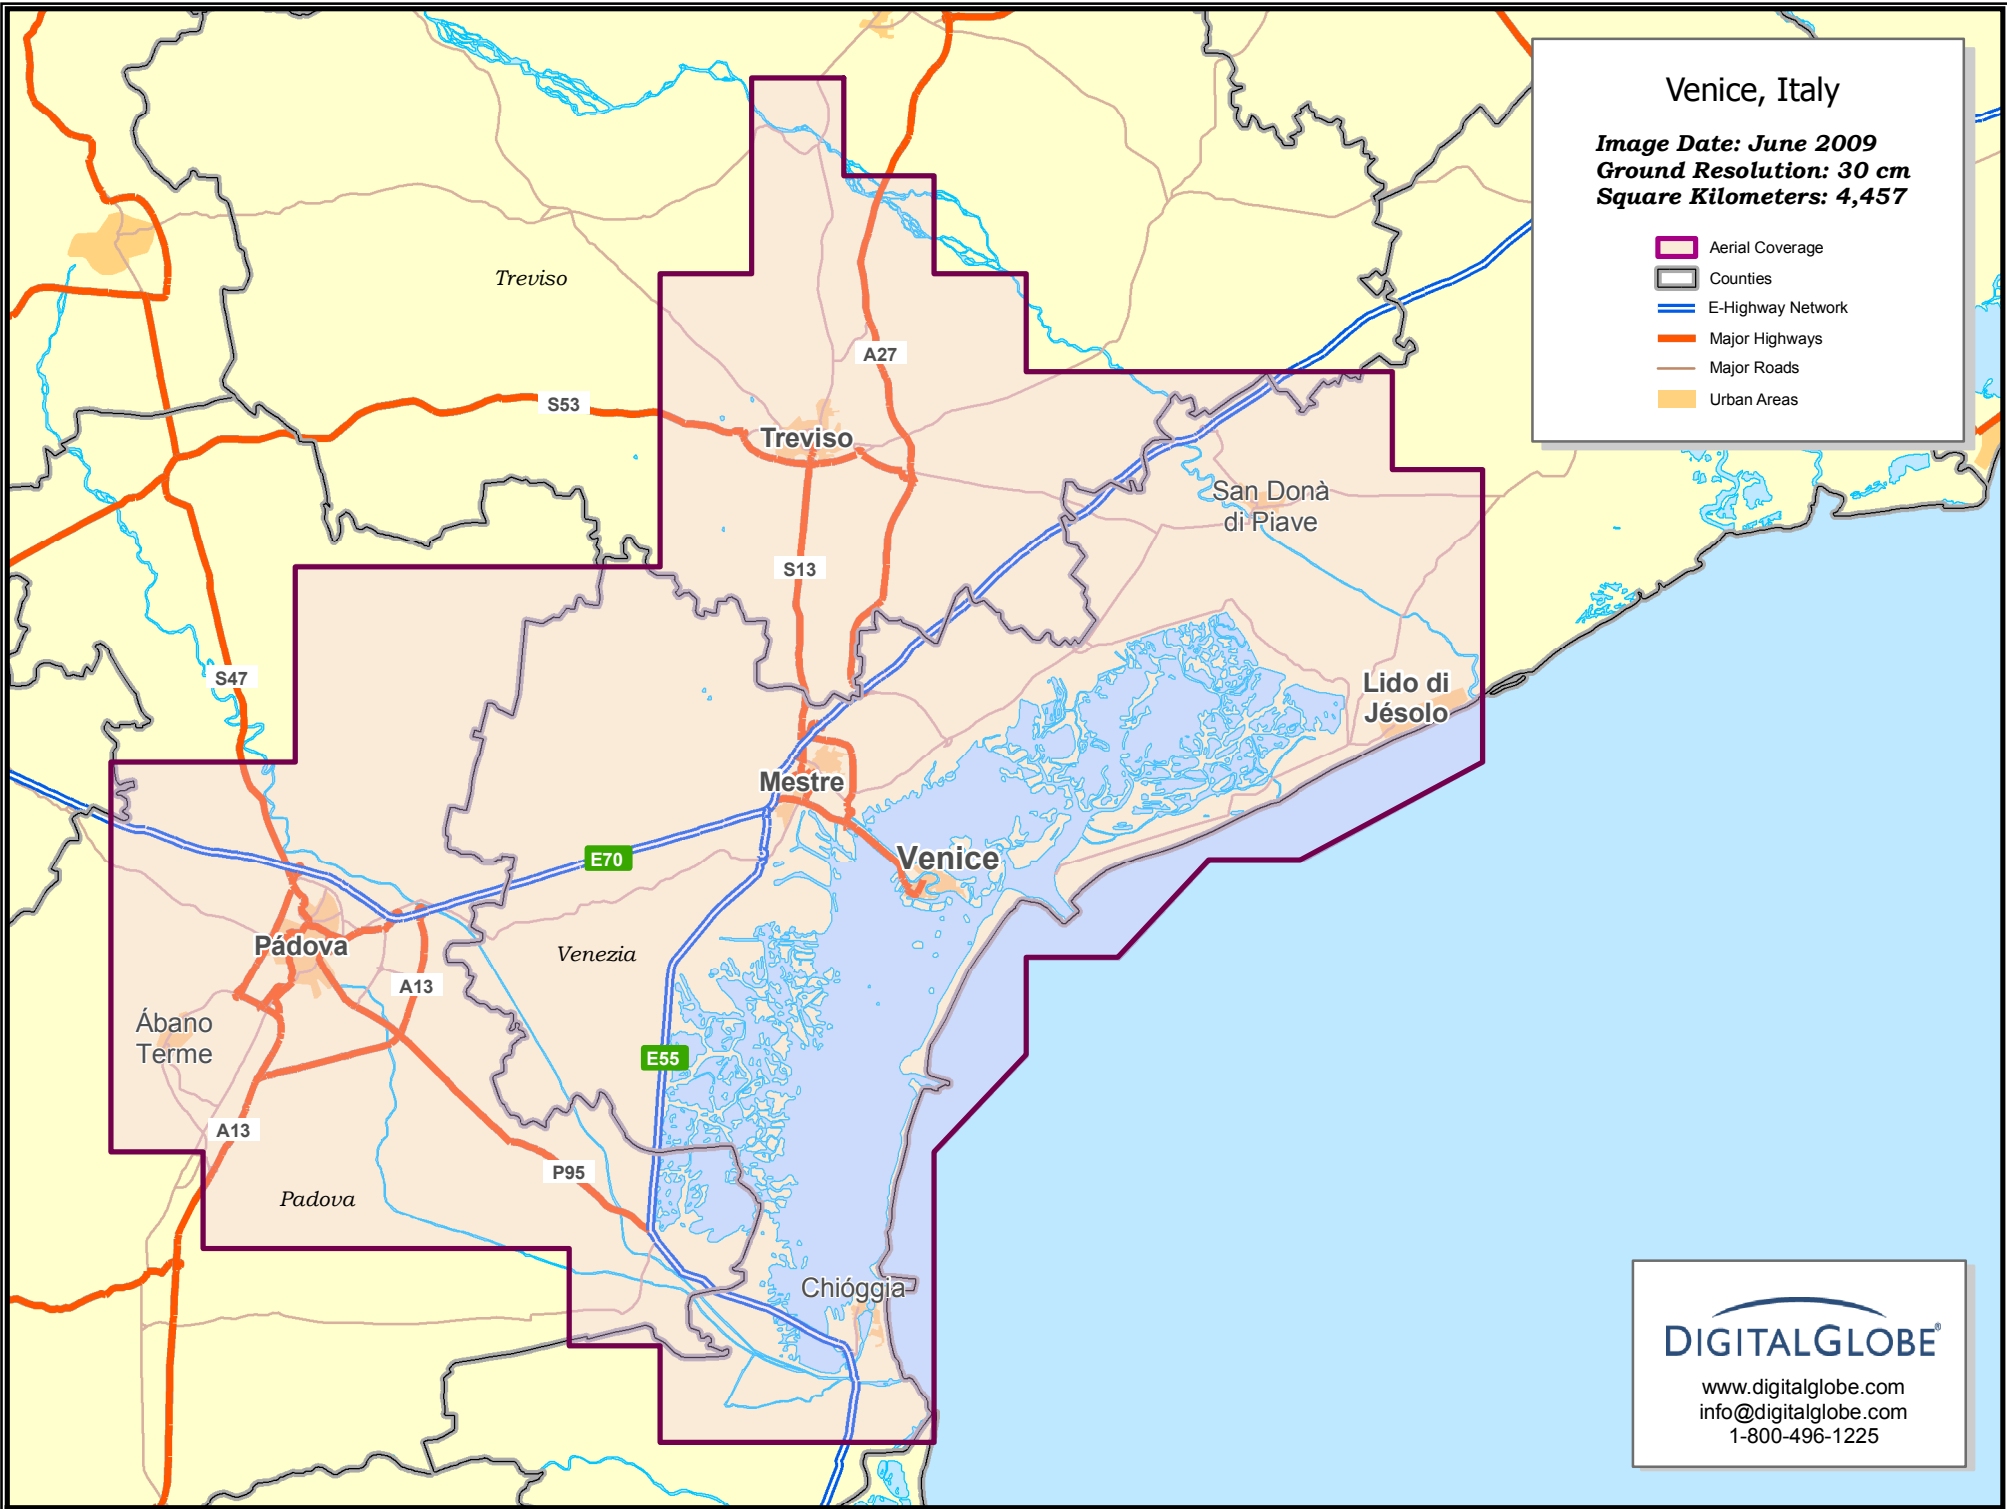 Venice, Italy
Image Date: June 2009
Ground Resolution: 30 cm
Square Kilometers: 4,457
Aerial Coverage
Counties
E-Highway Network
Major Highways
Major Roads
Urban Areas
Treviso
A27
S53
Treviso
San Donà
di Piave
S13
S47
Lido di
Jésolo
Mestre
E70
Venice
Pádova
Venezia
A13
Ábano
Terme
E55
A13
P95
Padova
Chióggia
DIGITALGLOBE®
www.digitalglobe.com
info@digitalglobe.com
1-800-496-1225